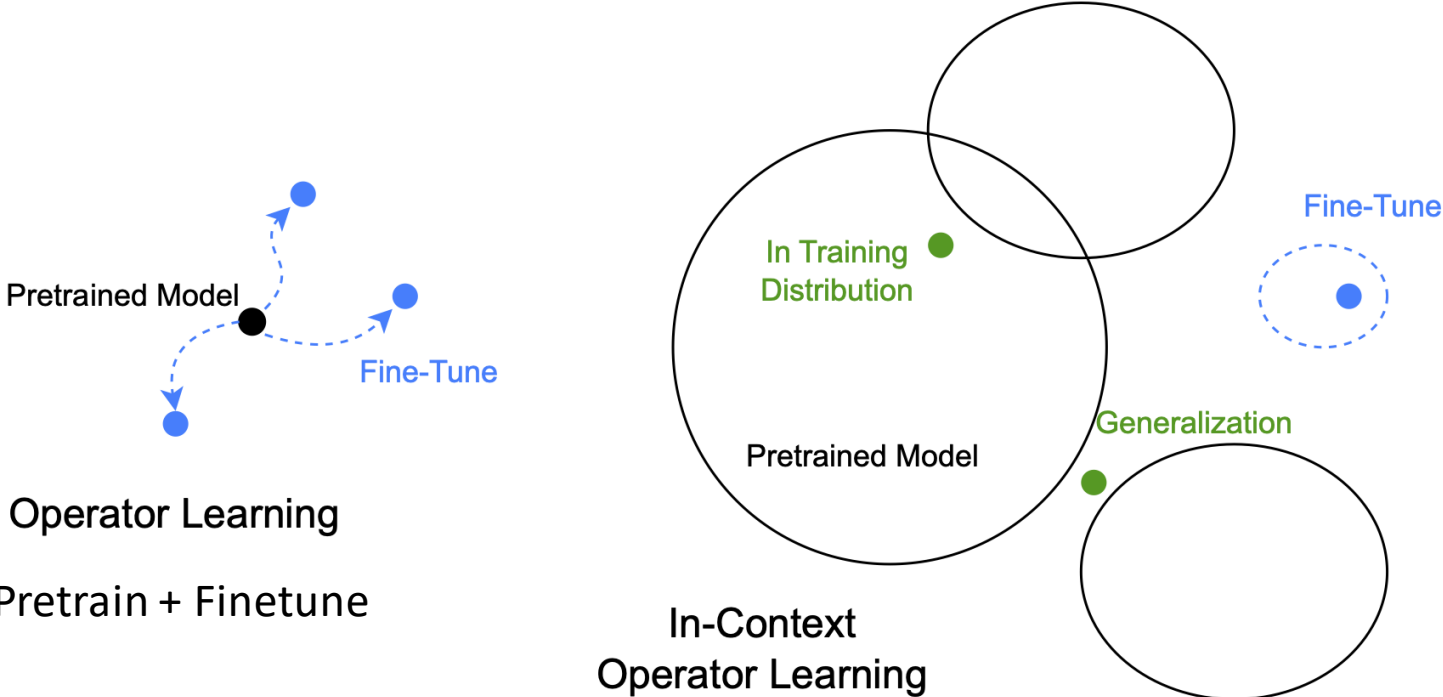 Pretrained Model
Fine-Tune
Operator Learning
Pretrain + Finetune
In Training
Distribution
Fine-Tune
Generalization
Pretrained Model
In-Context
Operator Learning